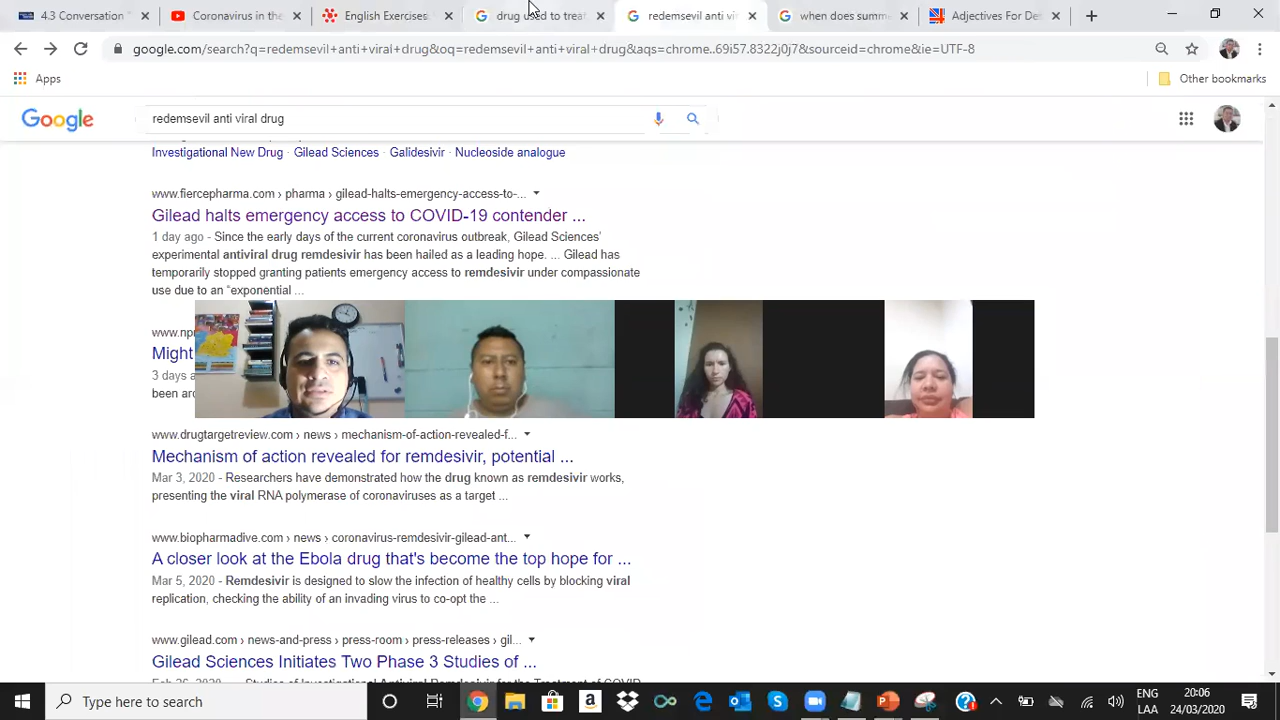 4.3 Conversation
Coronavirus in the
English Exercises
drug used to treat
redemsevil anti vi
when does summe
Adjectives For De
google.com/search?q=redemsevil+anti+viral+drug&oq=redemsevil+anti+viral+drug&aqs=chrome..69i57.8322j0j7&sourceid=chrome&ie=UTF-8
Apps
Other bookmarks
Google
redemsevil anti viral drug
Investigational New Drug · Gilead Sciences · Galidesivir · Nucleoside analogue
www.fiercepharma.com › pharma › gilead-halts-emergency-access-to-...
Gilead halts emergency access to COVID-19 contender ...
1 day ago - Since the early days of the current coronavirus outbreak, Gilead Sciences'
experimental antiviral drug remdesivir has been hailed as a leading hope. ... Gilead has
temporarily stopped granting patients emergency access to remdesivir under compassionate
use due to an "exponential ...
www.np
Might
3 days a
been ar
www.drugtargetreview.com › news › mechanism-of-action-revealed-f...
Mechanism of action revealed for remdesivir, potential ...
Mar 3, 2020 - Researchers have demonstrated how the drug known as remdesivir works,
presenting the viral RNA polymerase of coronaviruses as a target ...
www.biopharmadive.com › news › coronavirus-remdesivir-gilead-ant...
A closer look at the Ebola drug that's become the top hope for ...
Mar 5, 2020 - Remdesivir is designed to slow the infection of healthy cells by blocking viral
replication, checking the ability of an invading virus to co-opt the ...
www.gilead.com › news-and-press › press-room › press-releases › gil...
Gilead Sciences Initiates Two Phase 3 Studies of ...
Type here to search
ENG
LAA
20:06
24/03/2020